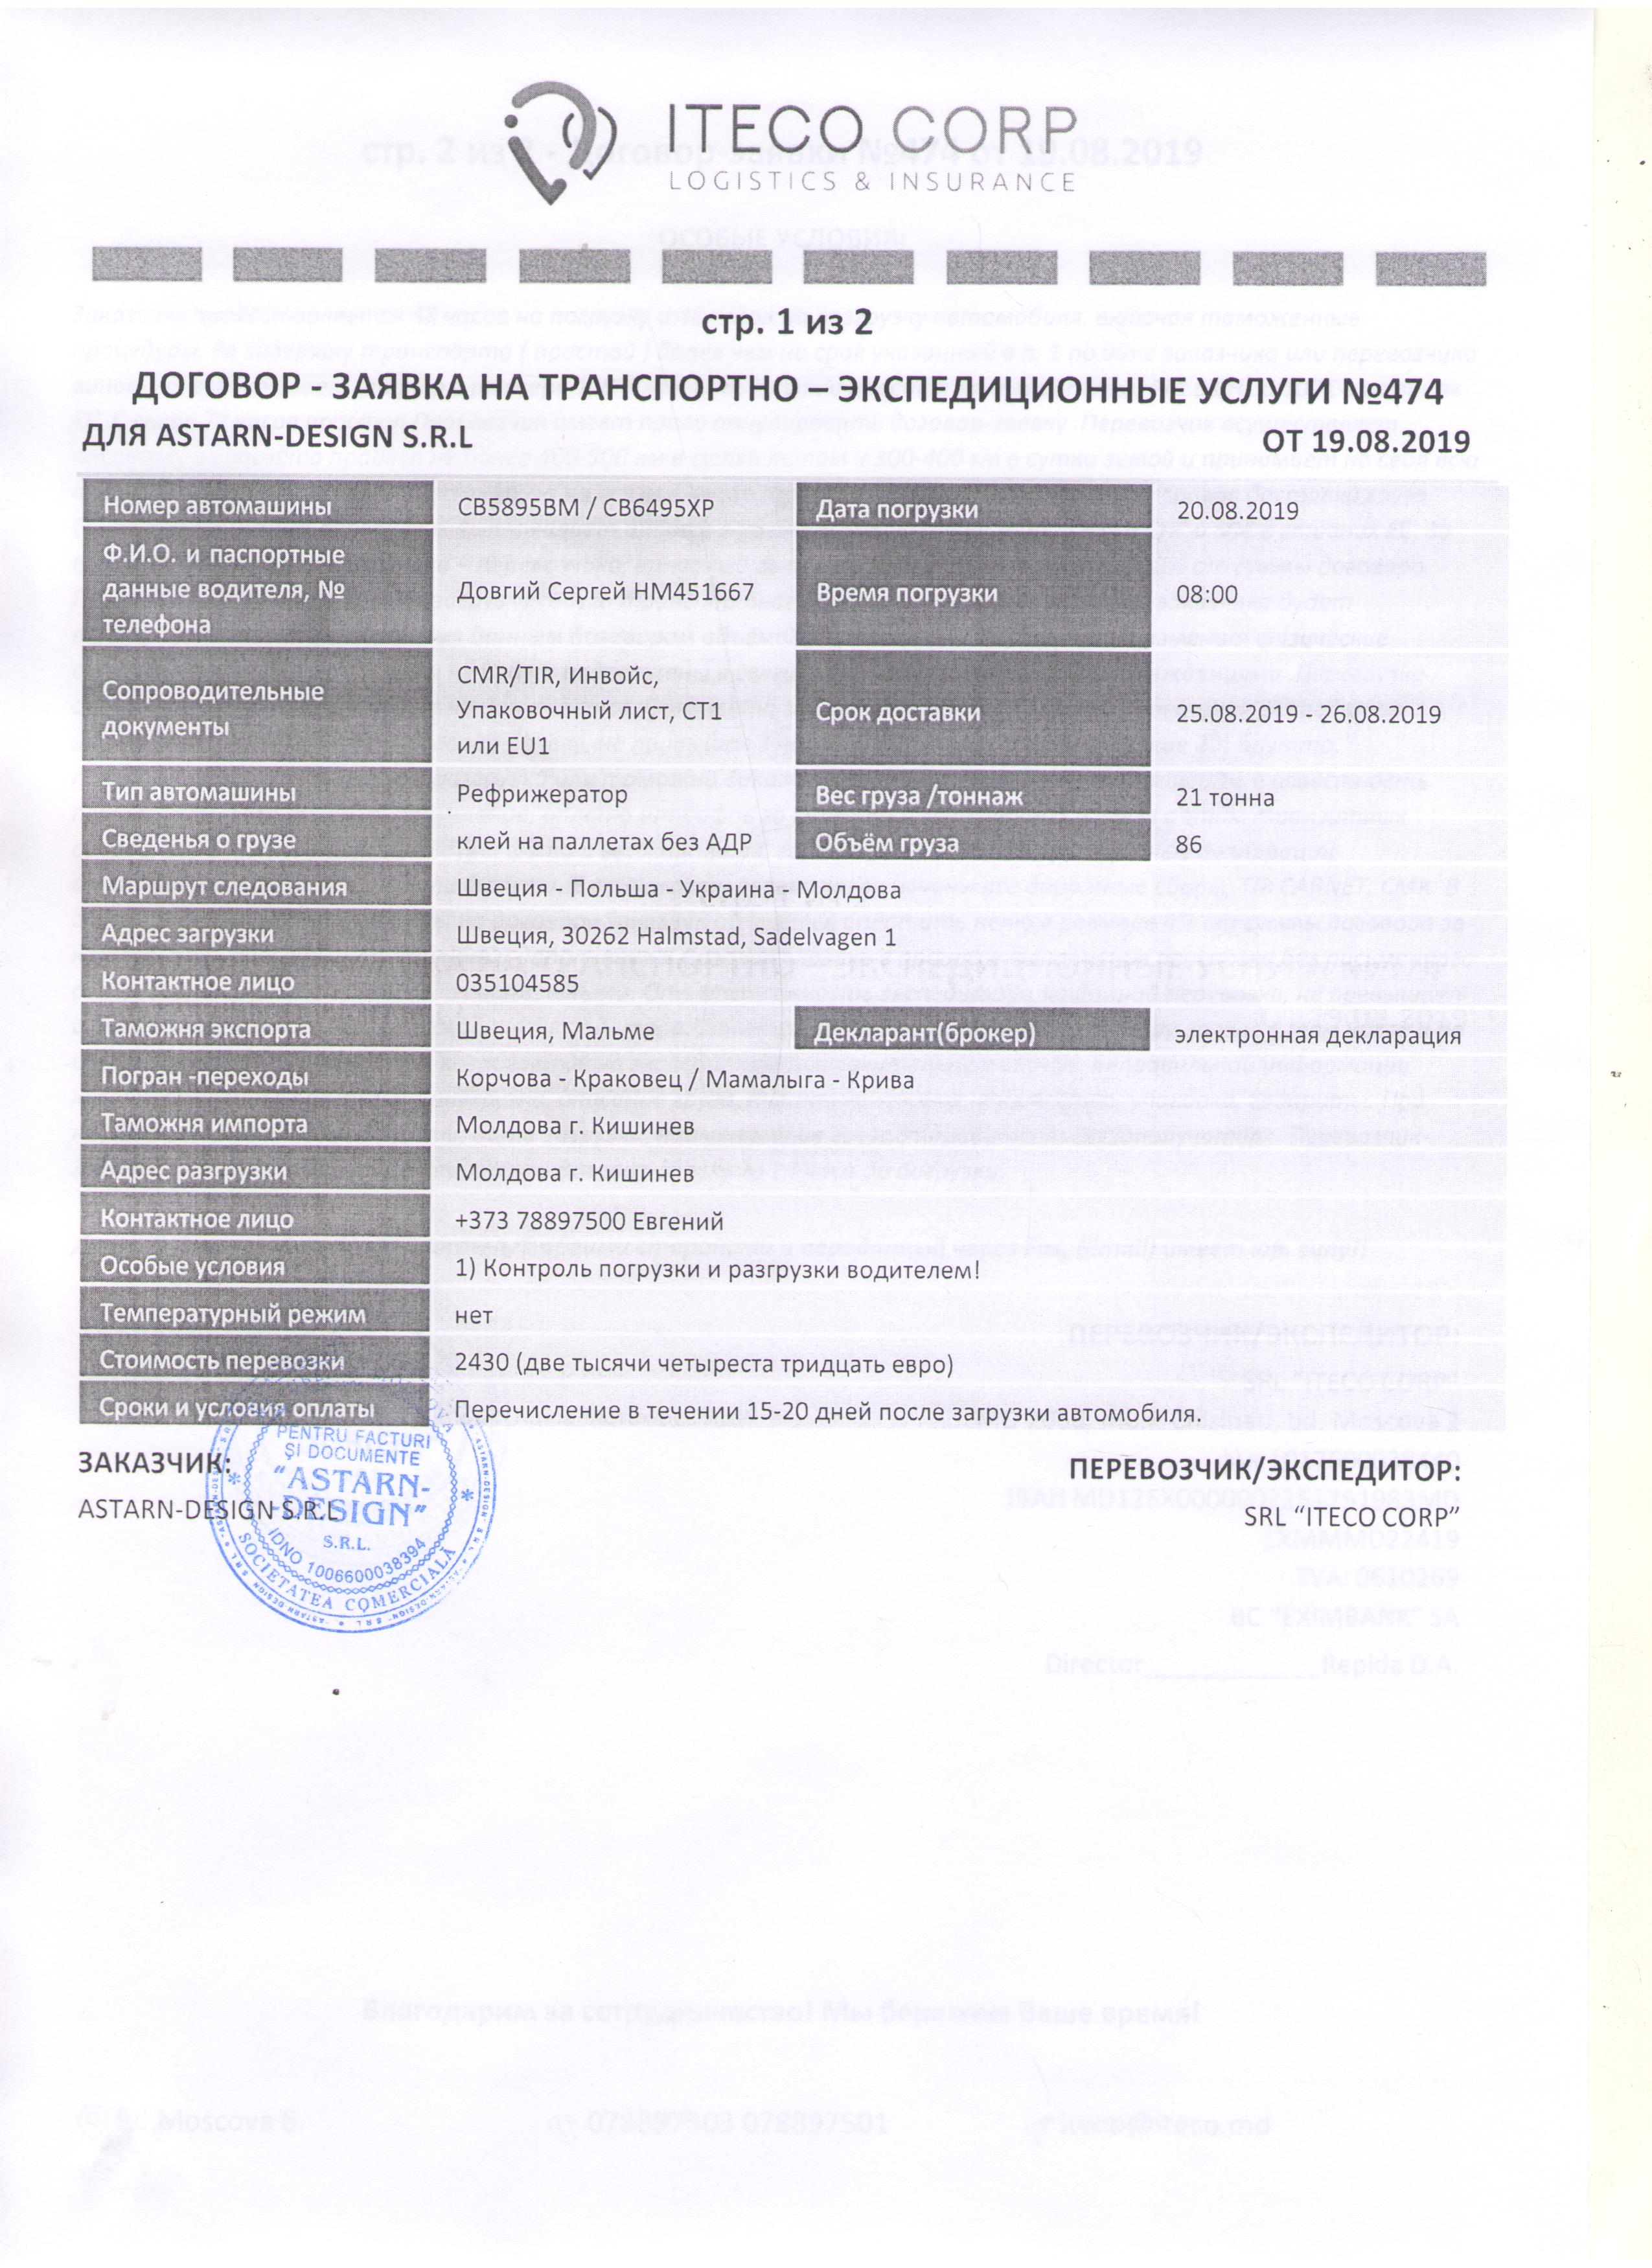 ITECO CORP
LOGISTICS & INSURANCE
стр. 1 из 2
ДОГОВОР - ЗАЯВКА НА ТРАНСПОРТНО – ЭКСПЕДИЦИОННЫЕ УСЛУГИ №474
ДЛЯ ASTARN-DESIGN S.R.L ОТ 19.08.2019
Номер автомашины СВ5895ВМ / СВ6495ХР Дата погрузки 20.08.2019
Ф.И.О. и паспортные
данные водителя, № Довгий Сергей НМ451667 Время погрузки 08:00
телефона
CMR/TIR, Инвойс,
Сопроводительные Упаковочный лист, СТ1 Срок доставки 25.08.2019 - 26.08.2019
документы
или EU1
Тип автомашины Рефрижератор Вес груза /тоннаж 21 тонна
Сведенья о грузе клей на паллетах без АДР Объём груза 86
Маршрут следования Швеция - Польша - Украина - Молдова
Адрес загрузки Швеция, 30262 Halmstad, Sadelvagen 1
Контактное лицо 035104585
Таможня экспорта Швеция, Мальме Декларант(брокер) электронная декларация
Погран -переходы Корчова - Краковец / Мамалыга - Крива
Таможня импорта Молдова г. Кишинев
Адрес разгрузки Молдова г. Кишинев
Контактное лицо +373 78897500 Евгений
Особые условия 1) Контроль погрузки и разгрузки водителем!
Температурный режим нет
Стоимость перевозки 2430 (две тысячи четыреста тридцать евро)
Сроки и условия оплаты Перечисление в течении 15-20 дней после загрузки автомобиля.
ЗАКАЗЧИК: ПЕРЕВОЗЧИК/ЭКСПЕДИТОР:
ASTARN-DESIGN S.R.L SRL “ITECO CORP”
PENTRU FACTURI
ŞI DOCUMENTE
"ASTARN-
-DESIGN"
S.R.L.
IDNO 1006600038394
SOCIETATEA COMERCIALĂ